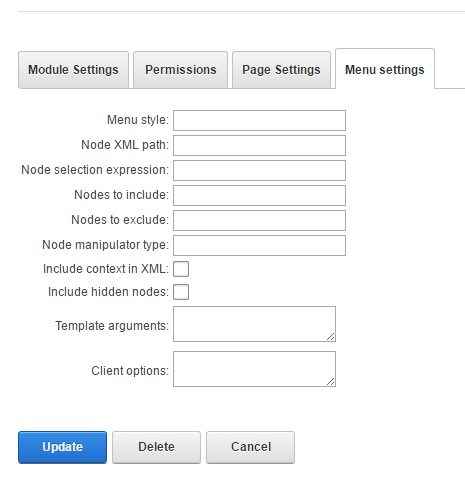 Module Settings Permissions Page Settings Menu settings
Menu style:
Node XML path:
Node selection expression:
Nodes to include:
Nodes to exclude:
Node manipulator type:
Include context in XML:
Include hidden nodes:
Template arguments:
Client options:
Update Delete Cancel